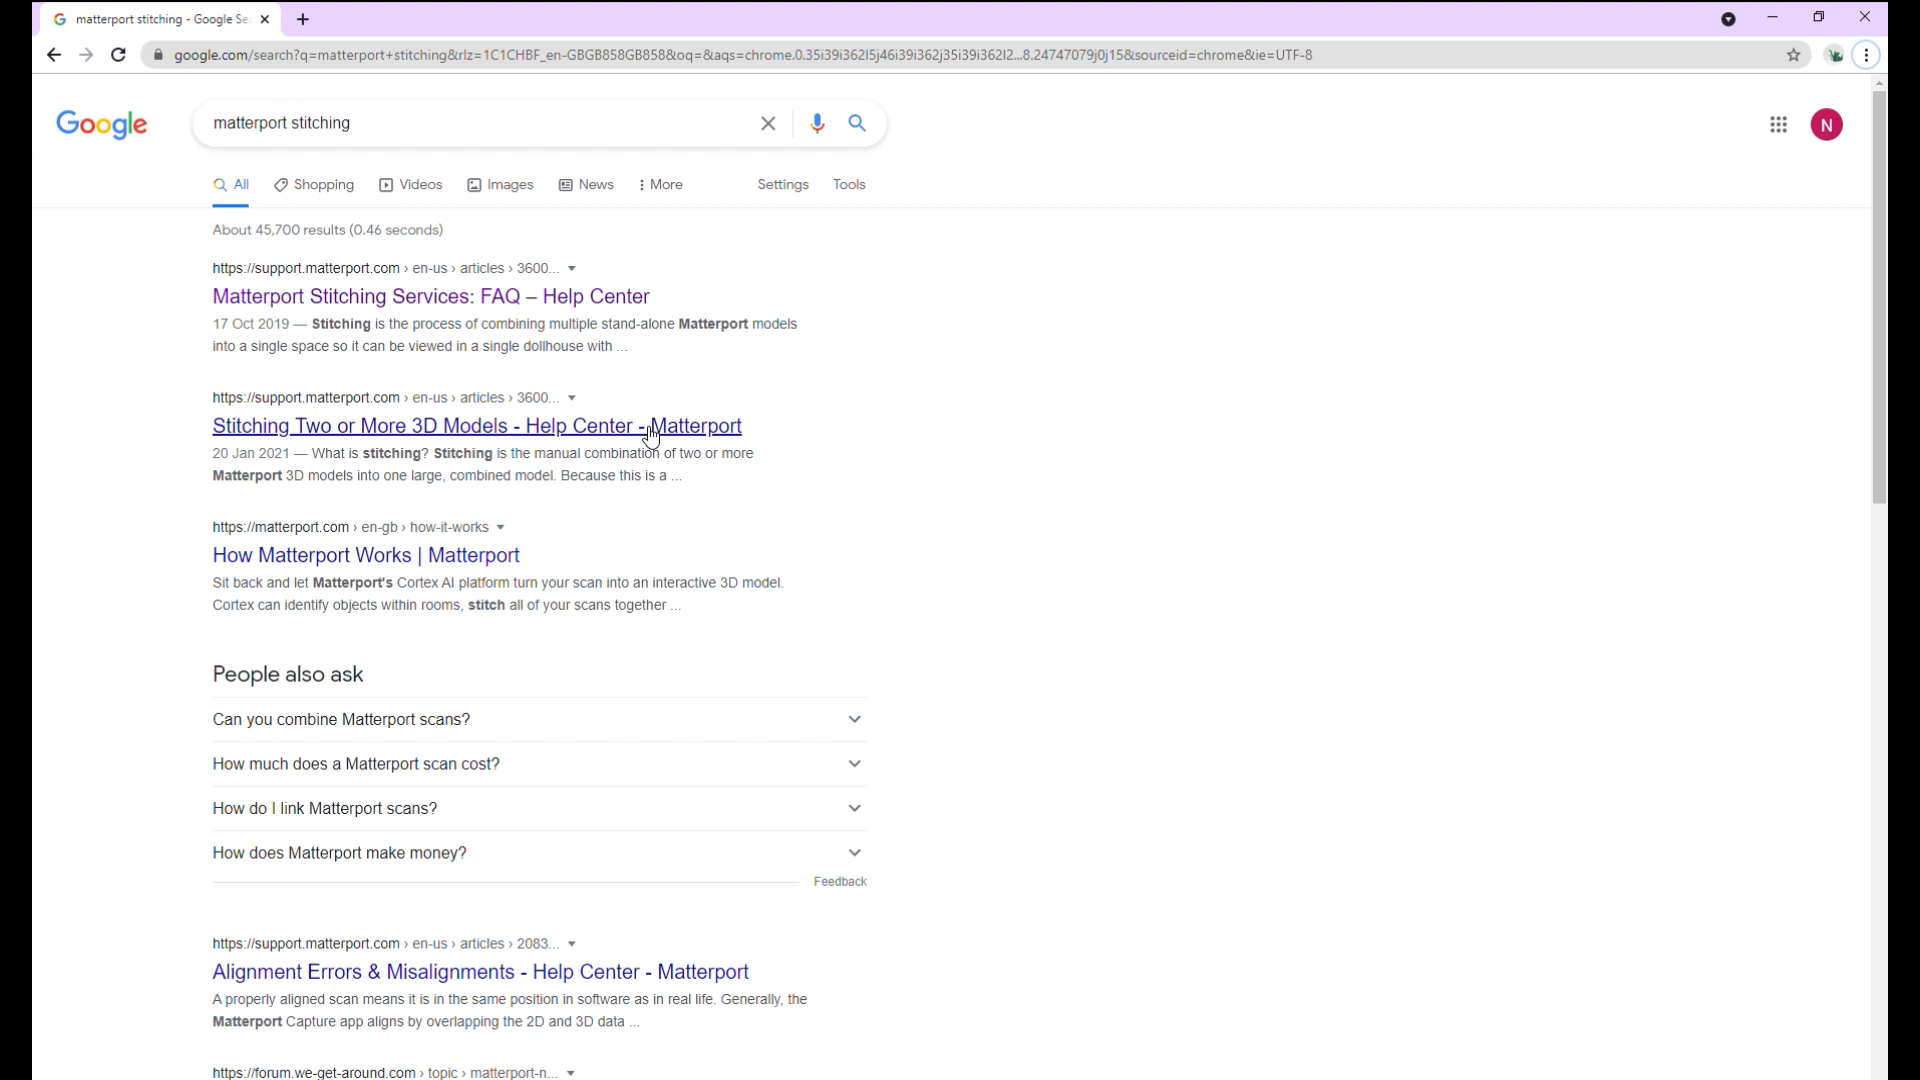 matterport stitching - Google Se
google.com/search?q=matterport+stitching&rlz=1C1CHBF_en-GBGB858GB858&oq=&aqs=chrome.0.35i39i362l5j46i39i362j35i39i362l2...8.24747079j0j15&sourceid=chrome&ie=UTF-8
Google
matterport stitching
N
All Shopping Videos Images News More Settings Tools
About 45,700 results (0.46 seconds)
https://support.matterport.com › en-us › articles › 3600...
Matterport Stitching Services: FAQ – Help Center
17 Oct 2019 — Stitching is the process of combining multiple stand-alone Matterport models
into a single space so it can be viewed in a single dollhouse with ...
https://support.matterport.com › en-us › articles › 3600...
Stitching Two or More 3D Models - Help Center - Matterport
20 Jan 2021 — What is stitching? Stitching is the manual combination of two or more
Matterport 3D models into one large, combined model. Because this is a ...
https://matterport.com › en-gb › how-it-works
How Matterport Works | Matterport
Sit back and let Matterport's Cortex AI platform turn your scan into an interactive 3D model.
Cortex can identify objects within rooms, stitch all of your scans together ...
People also ask
Can you combine Matterport scans?
How much does a Matterport scan cost?
How do I link Matterport scans?
How does Matterport make money?
Feedback
https://support.matterport.com › en-us › articles › 2083...
Alignment Errors & Misalignments - Help Center - Matterport
A properly aligned scan means it is in the same position in software as in real life. Generally, the
Matterport Capture app aligns by overlapping the 2D and 3D data ...
https://forum.we-get-around.com › topic › matterport-n...